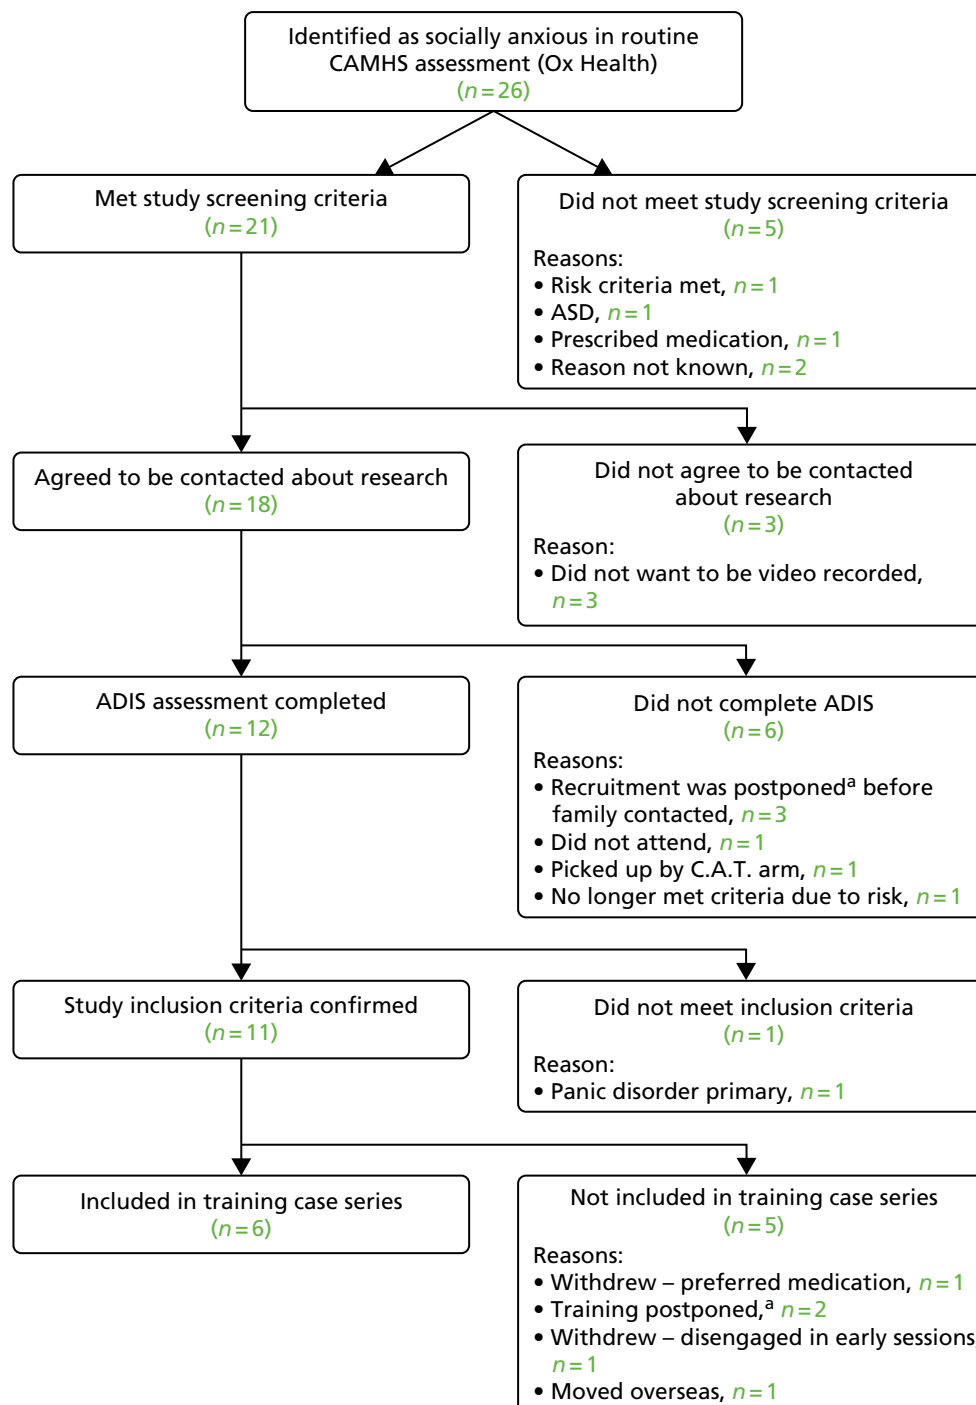 Identified as socially anxious in routine
CAMHS assessment (Ox Health)
(n=26)
Met study screening criteria
(n=21)
Did not meet study screening criteria
(n=5)
Reasons:
• Risk criteria met, n=1
• ASD, n=1
• Prescribed medication, n=1
• Reason not known, n=2
Agreed to be contacted about research
(n=18)
Did not agree to be contacted
about research
(n=3)
Reason:
• Did not want to be video recorded,
n=3
ADIS assessment completed
(n=12)
Did not complete ADIS
(n=6)
Reasons:
• Recruitment was postponedᵃ before
family contacted, n=3
• Did not attend, n=1
• Picked up by C.A.T. arm, n=1
• No longer met criteria due to risk, n=1
Study inclusion criteria confirmed
(n=11)
Did not meet inclusion criteria
(n=1)
Reason:
• Panic disorder primary, n=1
Included in training case series
(n=6)
Not included in training case series
(n=5)
Reasons:
• Withdrew – preferred medication, n=1
• Training postponed,ᵃ n=2
• Withdrew – disengaged in early sessions,
n=1
• Moved overseas, n=1